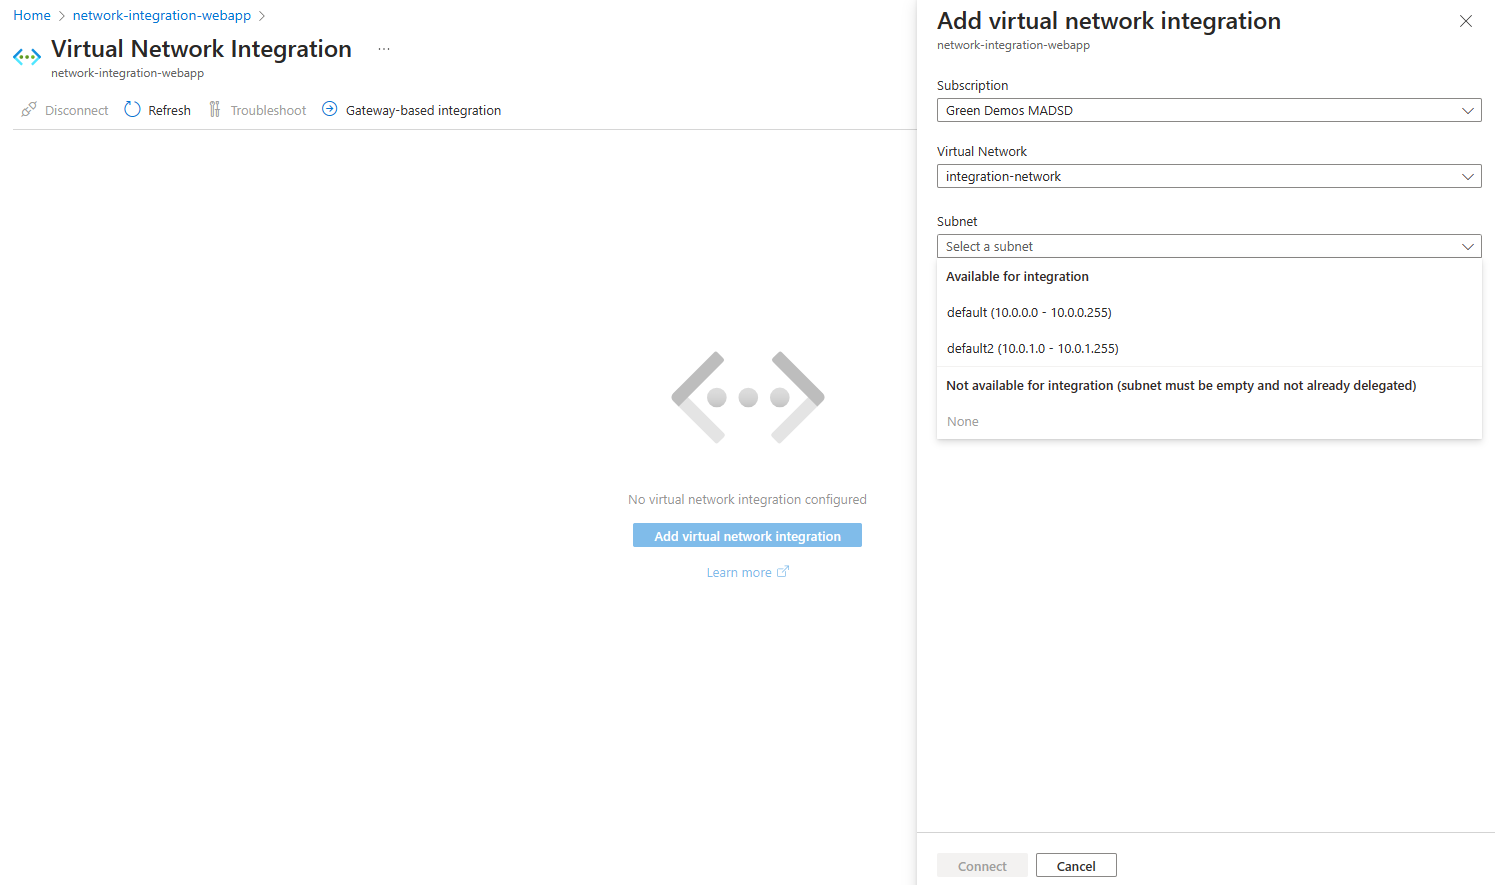 Home > network-integration-webapp >
Virtual Network Integration ...
network-integration-webapp
Disconnect Refresh Troubleshoot Gateway-based integration
No virtual network integration configured
Add virtual network integration
Learn more
Add virtual network integration
network-integration-webapp
Subscription
Green Demos MADSD
Virtual Network
integration-network
Subnet
Select a subnet
Available for integration
default (10.0.0.0 - 10.0.0.255)
default2 (10.0.1.0 - 10.0.1.255)
Not available for integration (subnet must be empty and not already delegated)
None
Connect Cancel